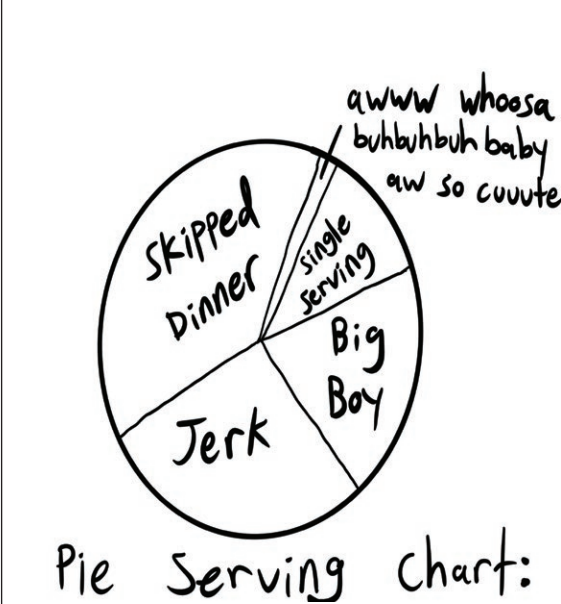 awww whoosa
buhbuhbuh baby
aw so cuuute
Skipped
Dinner
single
serving
Big
Boy
Jerk
Pie Serving Chart: